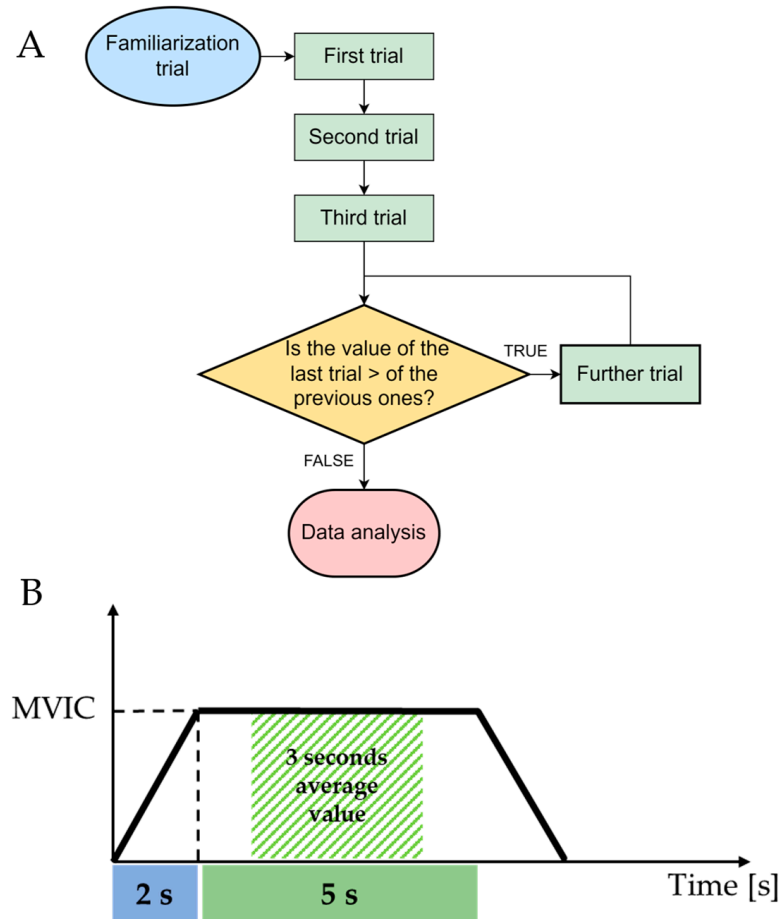 A
Familiarization
trial
First trial
Second trial
Third trial
Is the value of the
last trial > of the
previous ones?
TRUE
Further trial
FALSE
Data analysis
B
MVIC
3 seconds
average
value
2 s
5 s
Time [s]